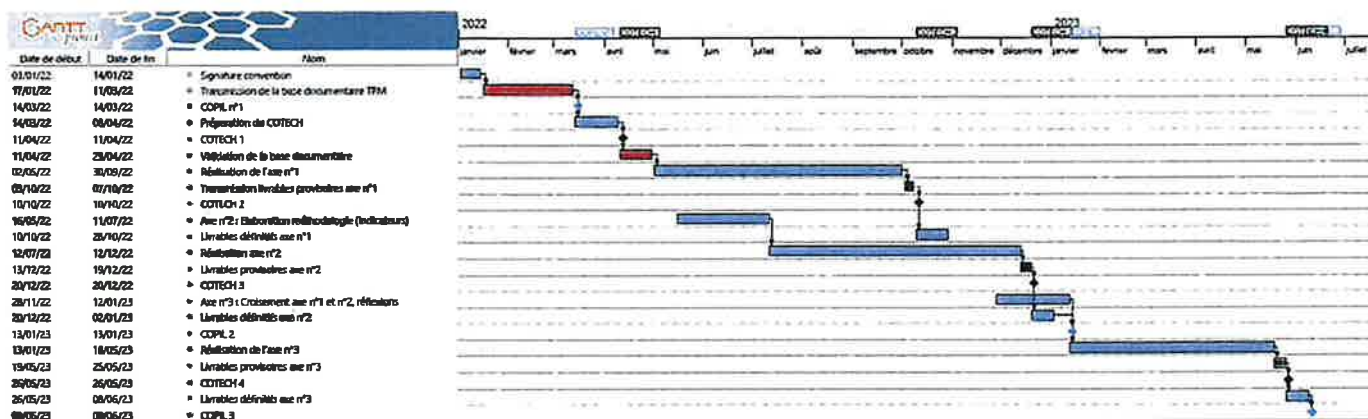 GANTT
project
2022
2023
janvier février mars avril mai juin juillet août septembre octobre novembre décembre janvier février mars avril mai juin juillet
Date de début Date de fin Nom
03/01/22 14/01/22 Signature convention
17/01/22 11/03/22 Transmission de la base documentaire TPM
14/03/22 14/03/22 COPIL n°1
14/03/22 08/04/22 Préparation du COTECH
11/04/22 11/04/22 COTECH 1
11/04/22 29/04/22 Validation de la base documentaire
02/05/22 30/09/22 Réalisation de l'axe n°1
03/10/22 07/10/22 Transmission livrables provisoires axe n°1
10/10/22 10/10/22 COTECH 2
16/05/22 11/07/22 Axe n°2 : Elaboration méthodologie (indicateurs)
10/10/22 28/10/22 Livrables définitifs axe n°1
12/07/22 12/12/22 Réalisation axe n°2
13/12/22 19/12/22 Livrables provisoires axe n°2
20/12/22 20/12/22 COTECH 3
28/11/22 12/01/23 Axe n°3 : Croisement axe n°1 et n°2, réflexions
20/12/22 02/01/23 Livrables définitifs axe n°2
13/01/23 13/01/23 COPIL 2
13/01/23 18/05/23 Réalisation de l'axe n°3
19/05/23 25/05/23 Livrables provisoires axe n°3
26/05/23 26/05/23 COTECH 4
26/05/23 08/06/23 Livrables définitifs axe n°3
09/06/23 09/06/23 COPIL 3